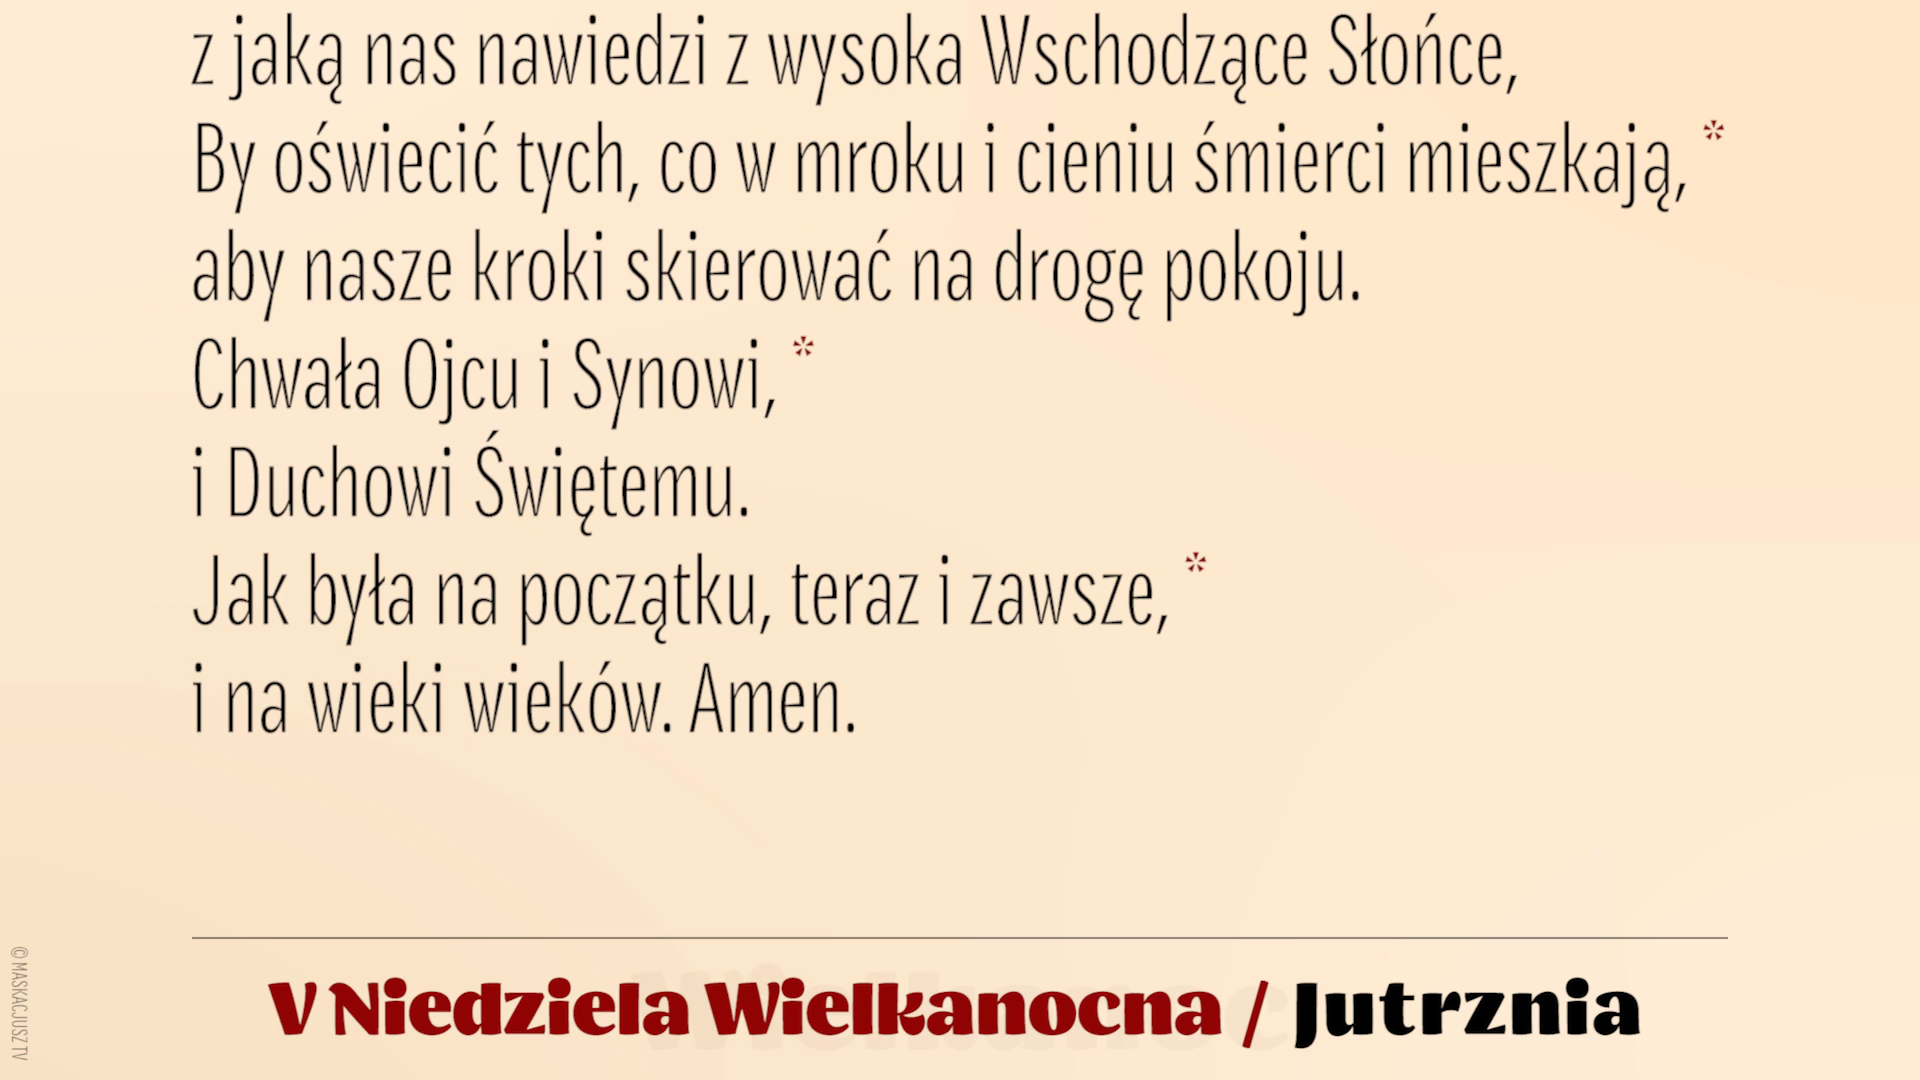 z jaką nas nawiedzi z wysoka Wschodzące Słońce,
By oświecić tych, co w mroku i cieniu śmierci mieszkają, *
aby nasze kroki skierować na drogę pokoju.
Chwała Ojcu i Synowi, *
i Duchowi Świętemu.
Jak była na początku, teraz i zawsze, *
i na wieki wieków. Amen.
V Niedziela Wielkanocna / Jutrznia
© MASKACJUSZ TV